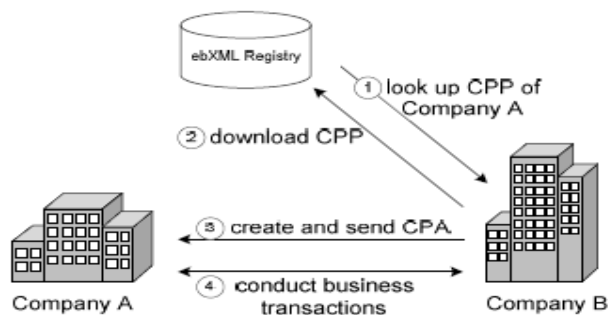 ebXML Registry
1 look up CPP of
Company A
2 download CPP
3 create and send CPA
4 conduct business
transactions
Company A
Company B